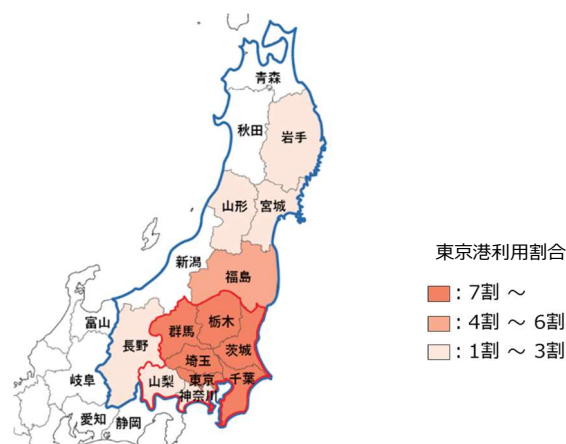 青森
秋田
岩手
山形
宮城
新潟
福島
富山
群馬
栃木
長野
茨城
埼玉
岐阜
山梨
東京
千葉
神奈川
愛知
静岡
東京港利用割合
：7割 ～
：4割 ～ 6割
：1割 ～ 3割